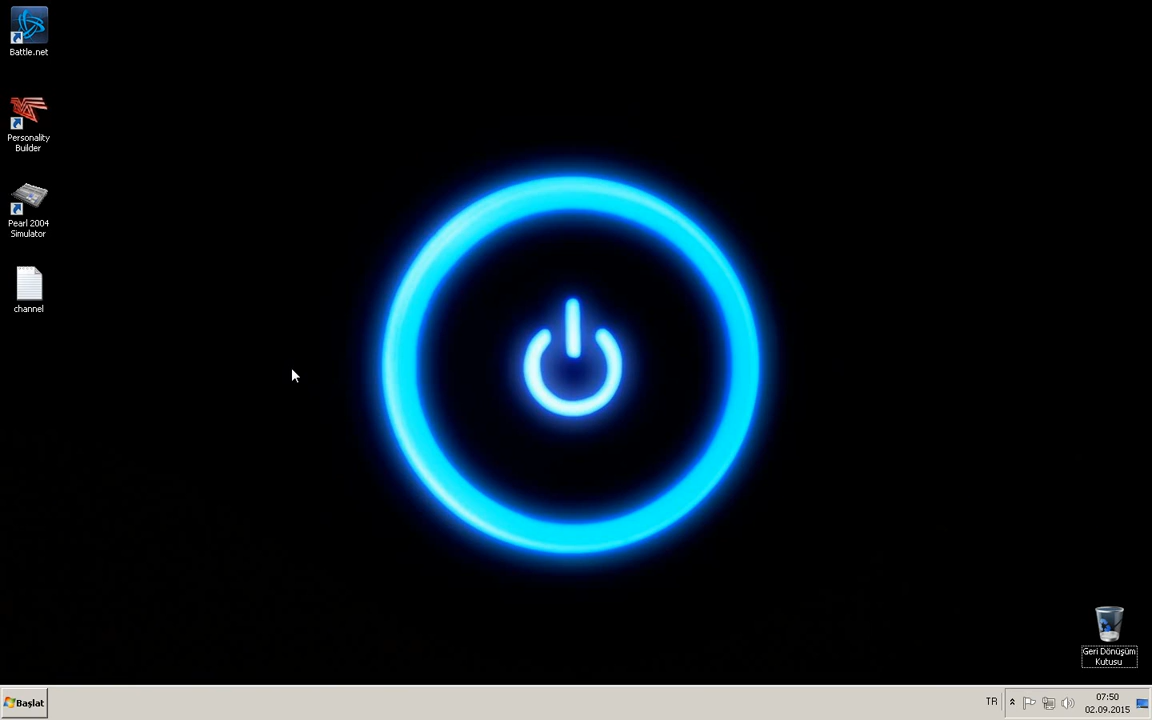 Battle.net
Personality
Builder
Pearl 2004
Simulator
channel
Geri Dönüşüm
Kutusu
Başlat
TR
07:50
02.09.2015